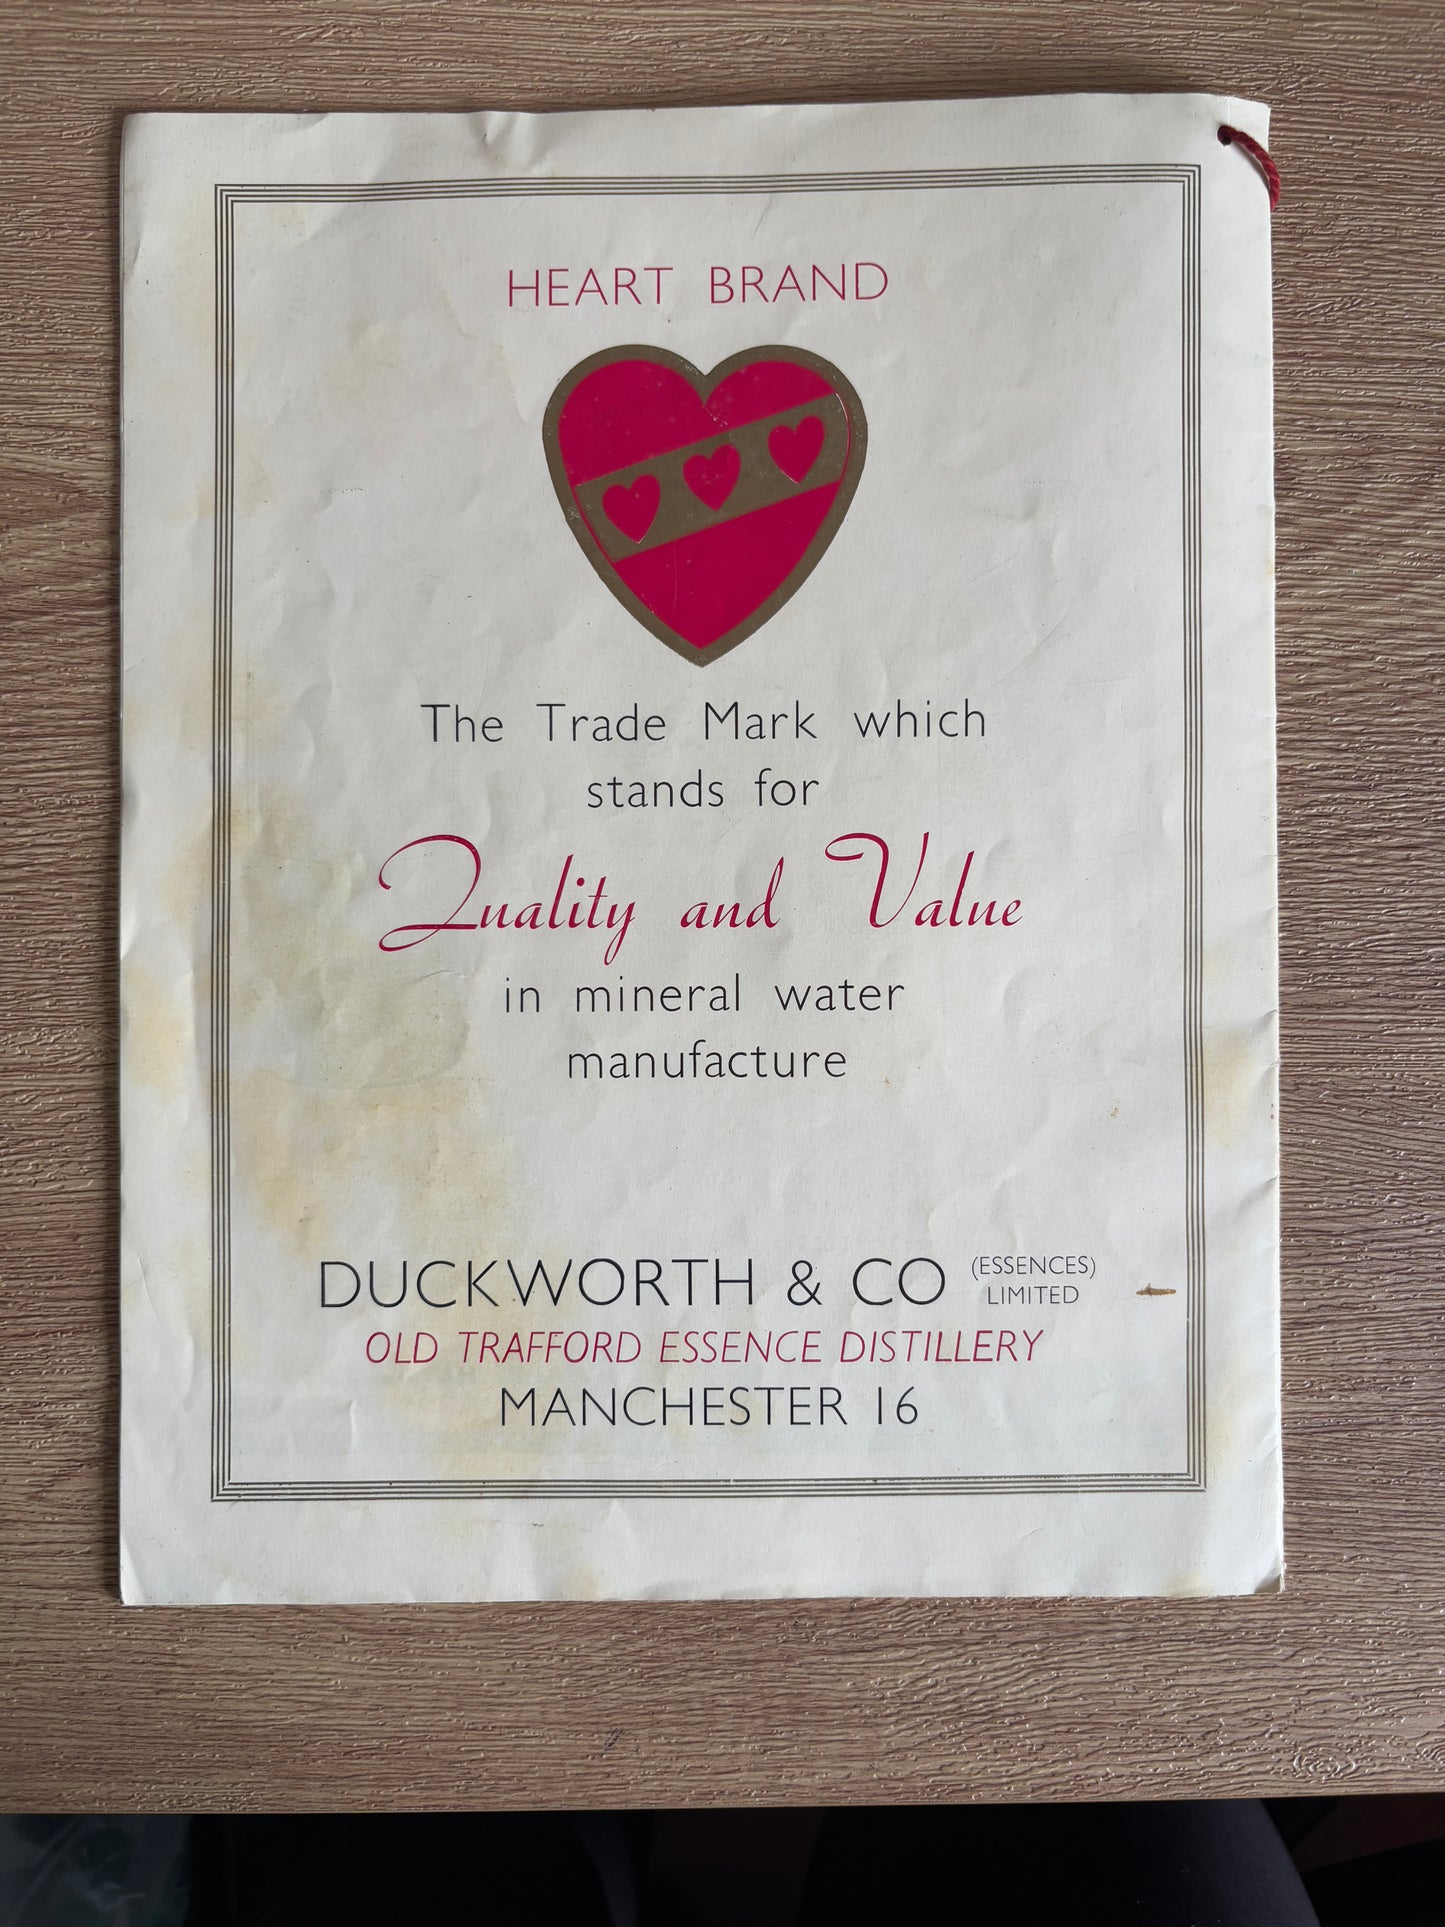 HEART BRAND
The Trade Mark which
stands for
Quality and Value
in mineral water
manufacture
DUCKWORTH & CO (ESSENCES) LIMITED
OLD TRAFFORD ESSENCE DISTILLERY
MANCHESTER 16